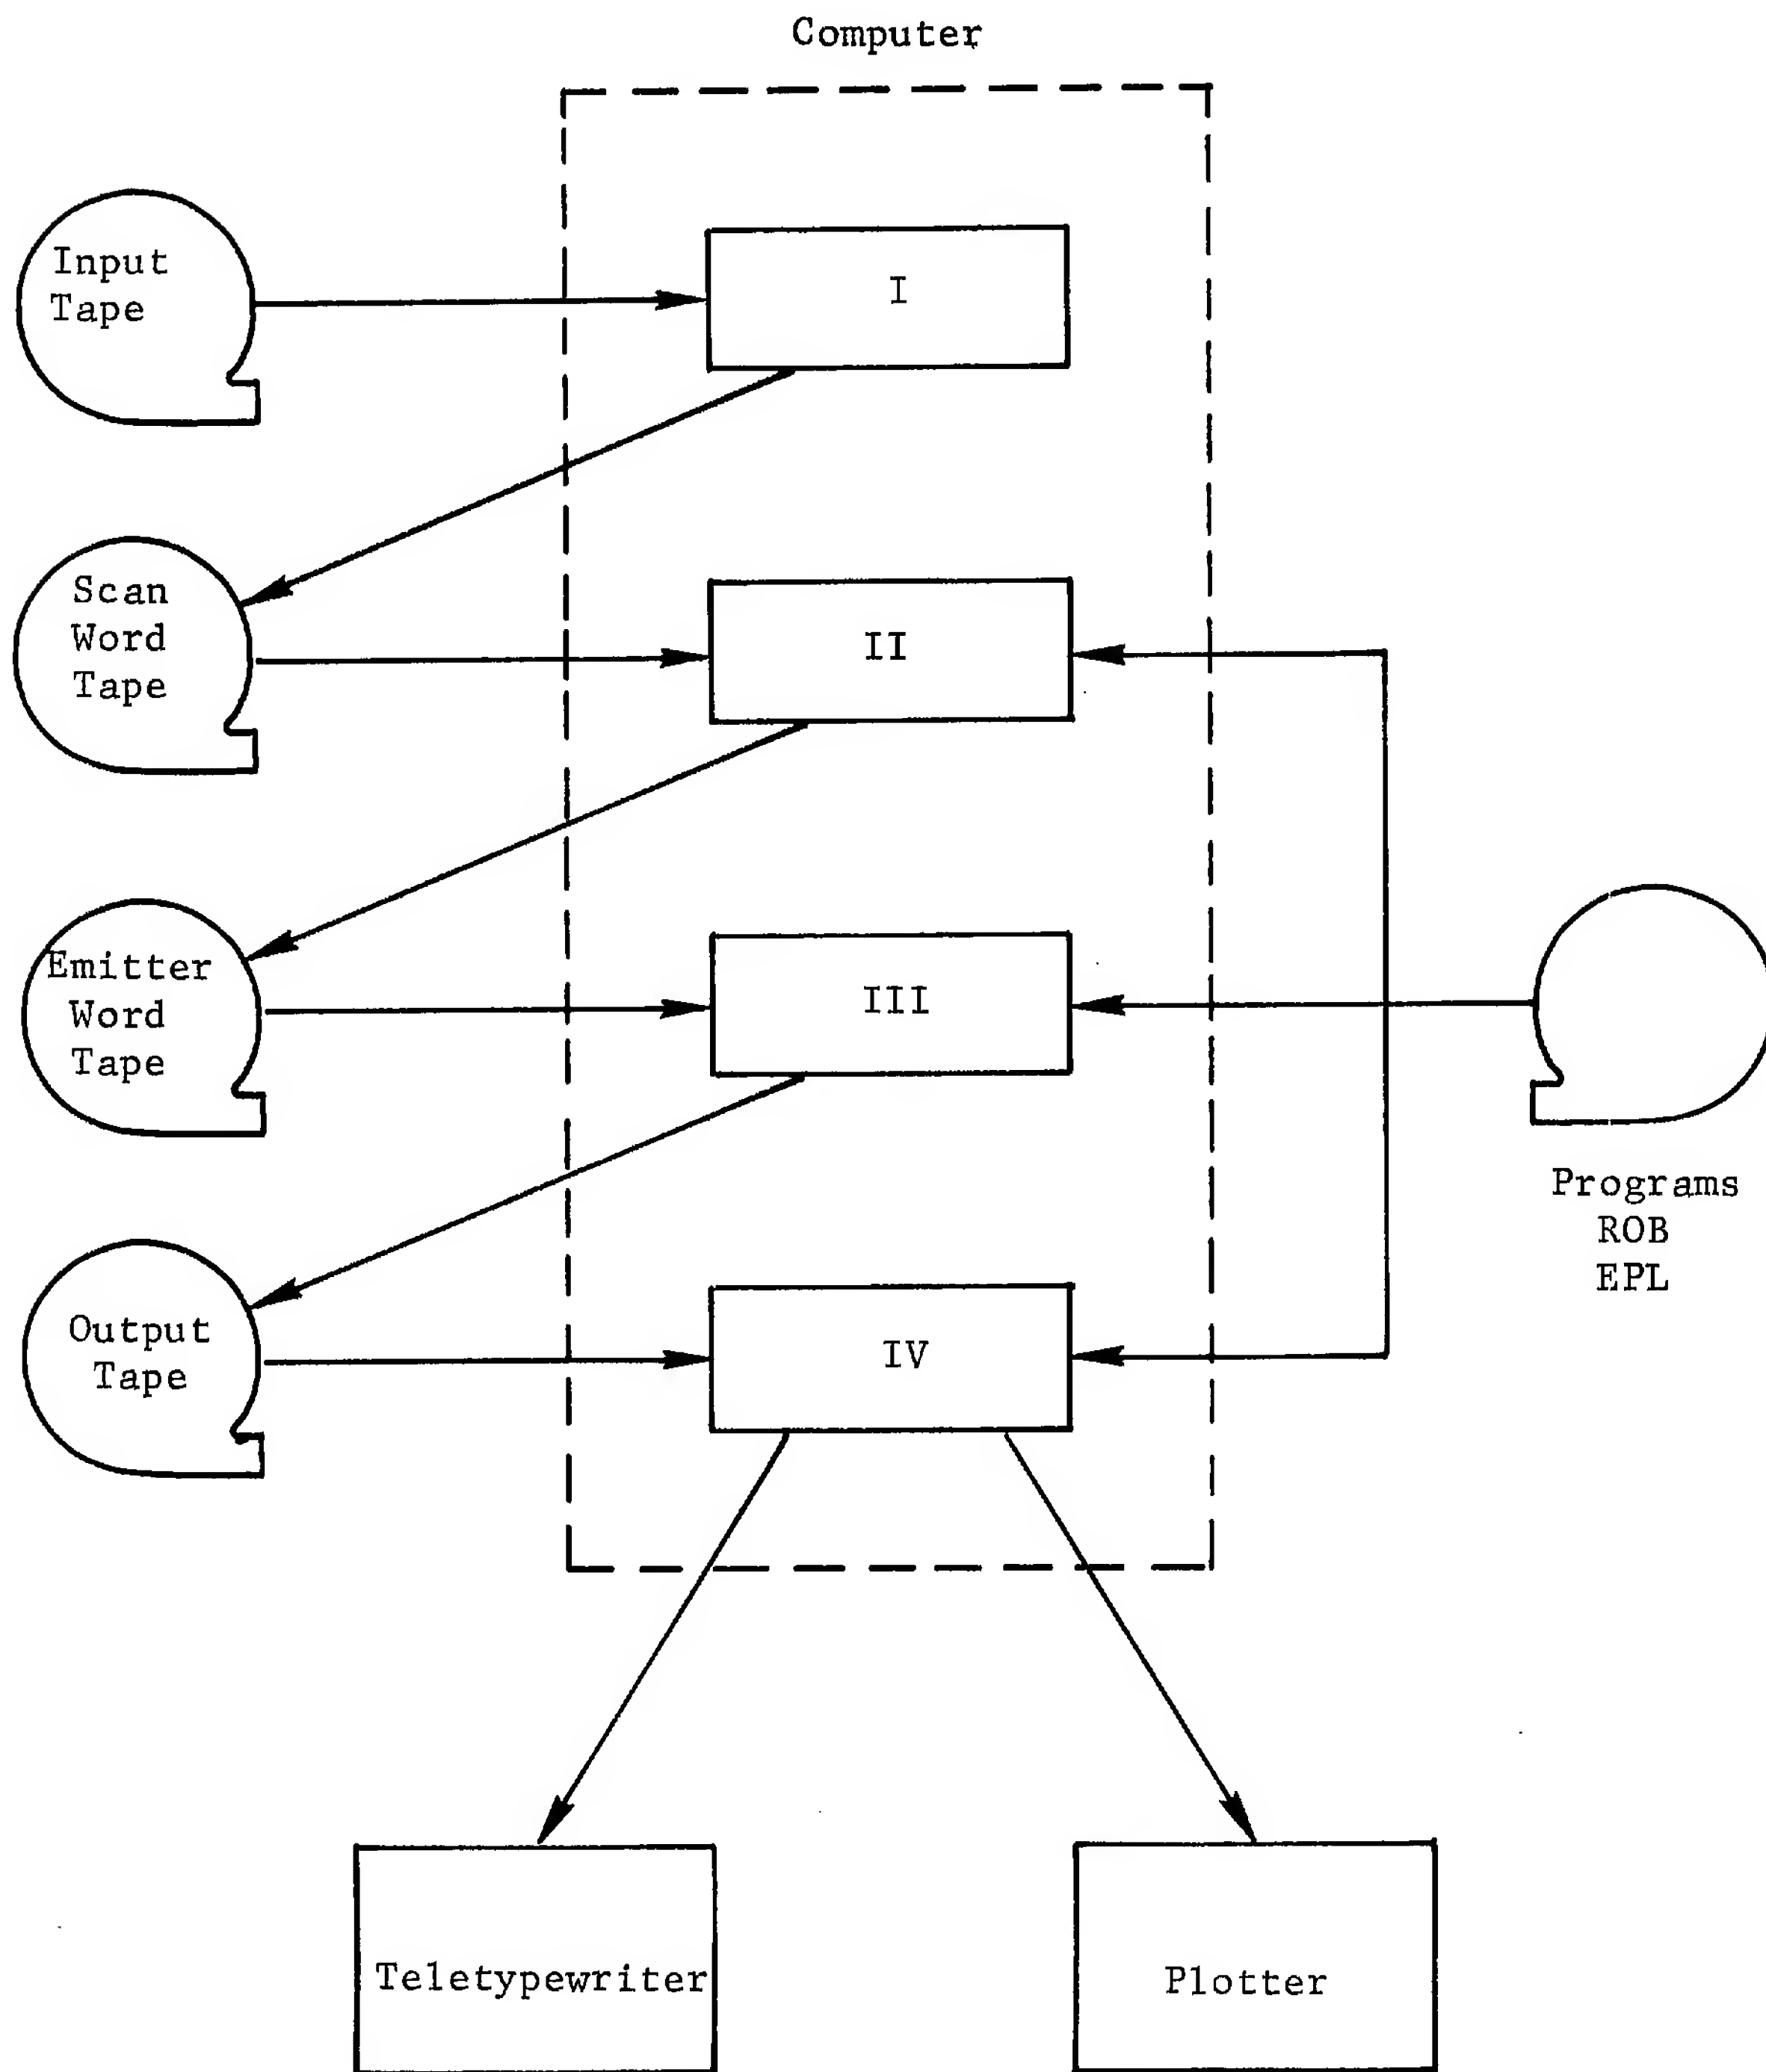 Computer
Input
Tape
I
Scan
Word
Tape
II
Emitter
Word
Tape
III
Programs
ROB
EPL
Output
Tape
IV
Teletypewriter
Plotter